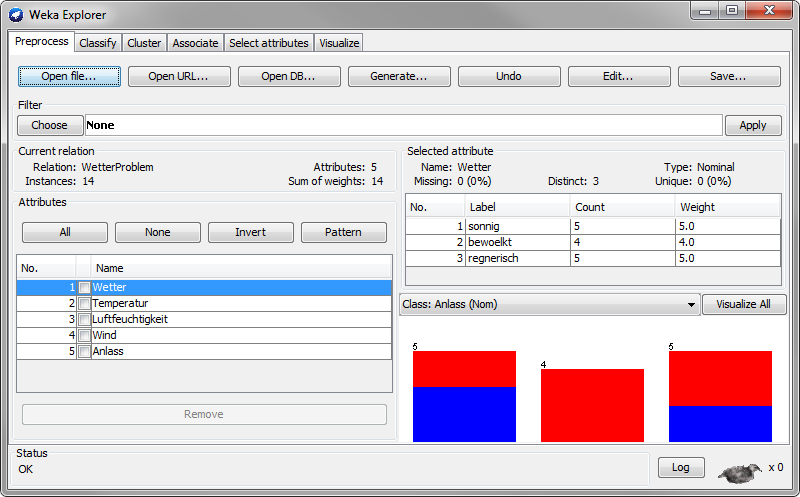 Weka Explorer
Preprocess Classify Cluster Associate Select attributes Visualize
Open file... Open URL... Open DB... Generate... Undo Edit... Save...
Filter
Choose None Apply
Current relation
Relation: WetterProblem Attributes: 5
Instances: 14 Sum of weights: 14
Attributes
All None Invert Pattern
No. Name
1 Wetter
2 Temperatur
3 Luftfeuchtigkeit
4 Wind
5 Anlass
Remove
Selected attribute
Name: Wetter Type: Nominal
Missing: 0 (0%) Distinct: 3 Unique: 0 (0%)
No. Label Count Weight
1 sonnig 5 5.0
2 bewoelkt 4 4.0
3 regnerisch 5 5.0
Class: Anlass (Nom) Visualize All
5 4 5
Status
OK
Log x 0